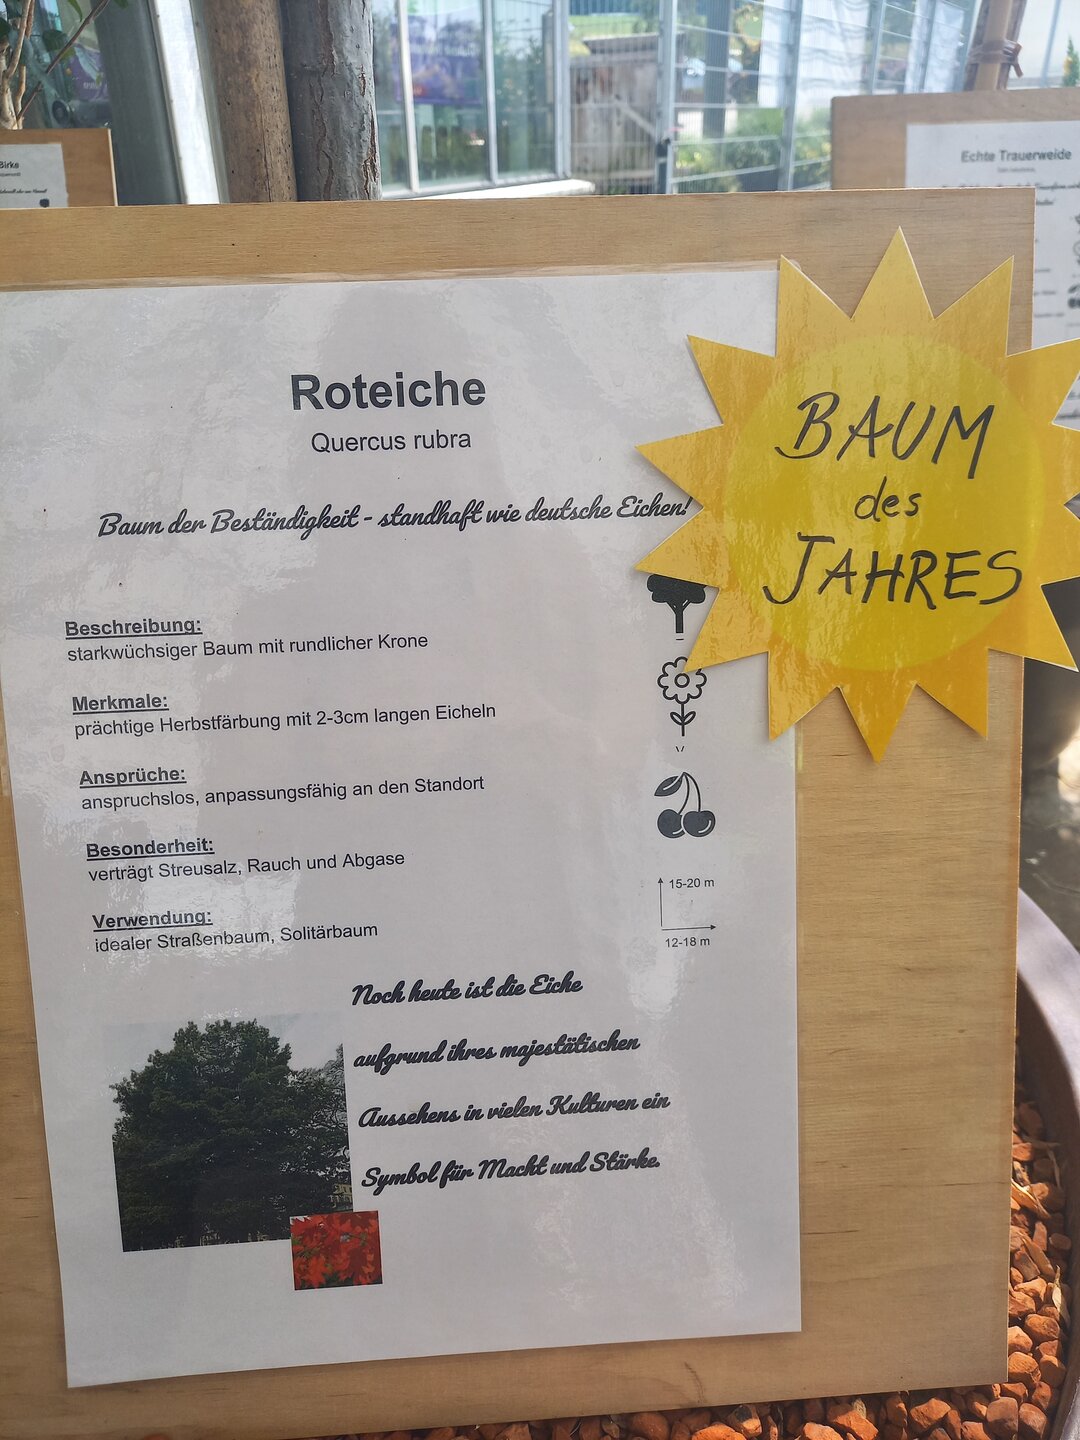 Birke
Echte Trauerweide
Roteiche
Quercus rubra
Baum der Beständigkeit - standhaft wie deutsche Eichen!
BAUM
des
JAHRES
Beschreibung:
starkwüchsiger Baum mit rundlicher Krone
Merkmale:
prächtige Herbstfärbung mit 2-3cm langen Eicheln
Ansprüche:
anspruchslos, anpassungsfähig an den Standort
Besonderheit:
verträgt Streusalz, Rauch und Abgase
Verwendung:
idealer Straßenbaum, Solitärbaum
15-20 m
12-18 m
Noch heute ist die Eiche
aufgrund ihres majestätischen
Aussehens in vielen Kulturen ein
Symbol für Macht und Stärke.